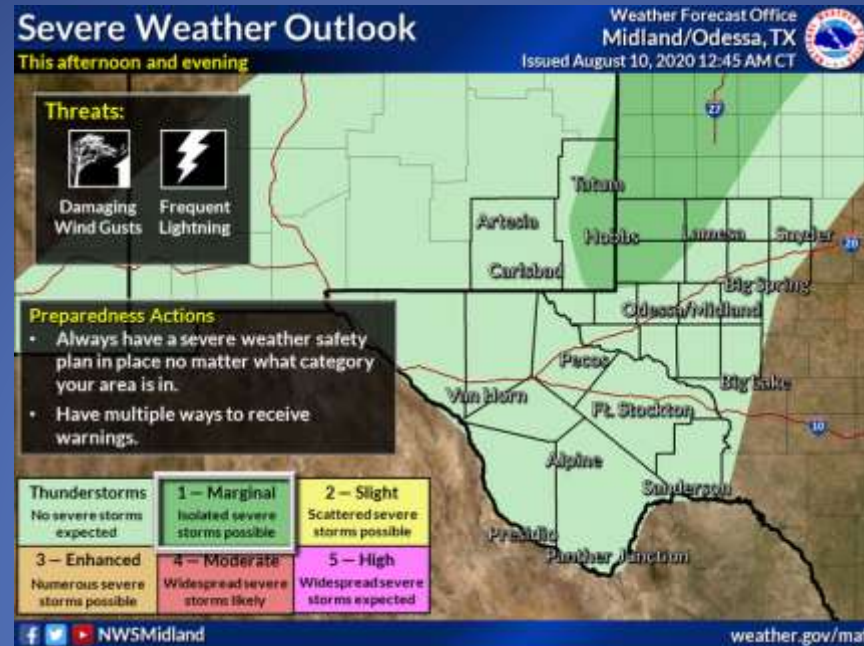 Severe Weather Outlook
This afternoon and evening
Weather Forecast Office
Midland/Odessa, TX
Issued August 10, 2020 12:45 AM CT
Threats:
Damaging
Wind Gusts
Frequent
Lightning
27
Tatum
Artesia
Hobbs
Lamesa
Snyder
20
Carlsbad
Big Spring
Odessa/Midland
Preparedness Actions
• Always have a severe weather safety
plan in place no matter what category
your area is in.
• Have multiple ways to receive
warnings.
Pecos
Van Horn
Big Lake
Ft. Stockton
10
Alpine
Sanderson
Presidio
Panther Junction
Thunderstorms
No severe storms
expected
1 — Marginal
Isolated severe
storms possible
2 — Slight
Scattered severe
storms possible
3 — Enhanced
Numerous severe
storms possible
4 — Moderate
Widespread severe
storms likely
5 — High
Widespread severe
storms expected
NWSMidland
weather.gov/maf